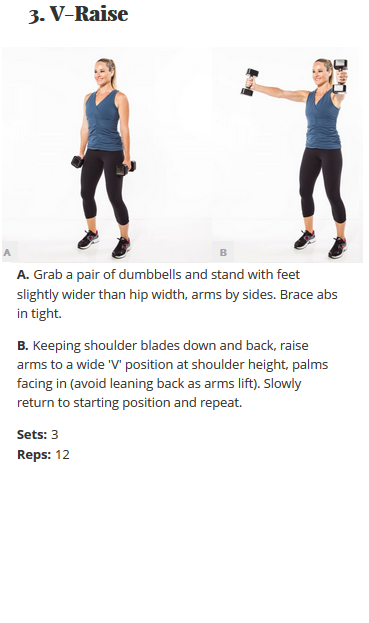 3. V-Raise
A
B
A. Grab a pair of dumbbells and stand with feet
slightly wider than hip width, arms by sides. Brace abs
in tight.
B. Keeping shoulder blades down and back, raise
arms to a wide 'V' position at shoulder height, palms
facing in (avoid leaning back as arms lift). Slowly
return to starting position and repeat.
Sets: 3
Reps: 12